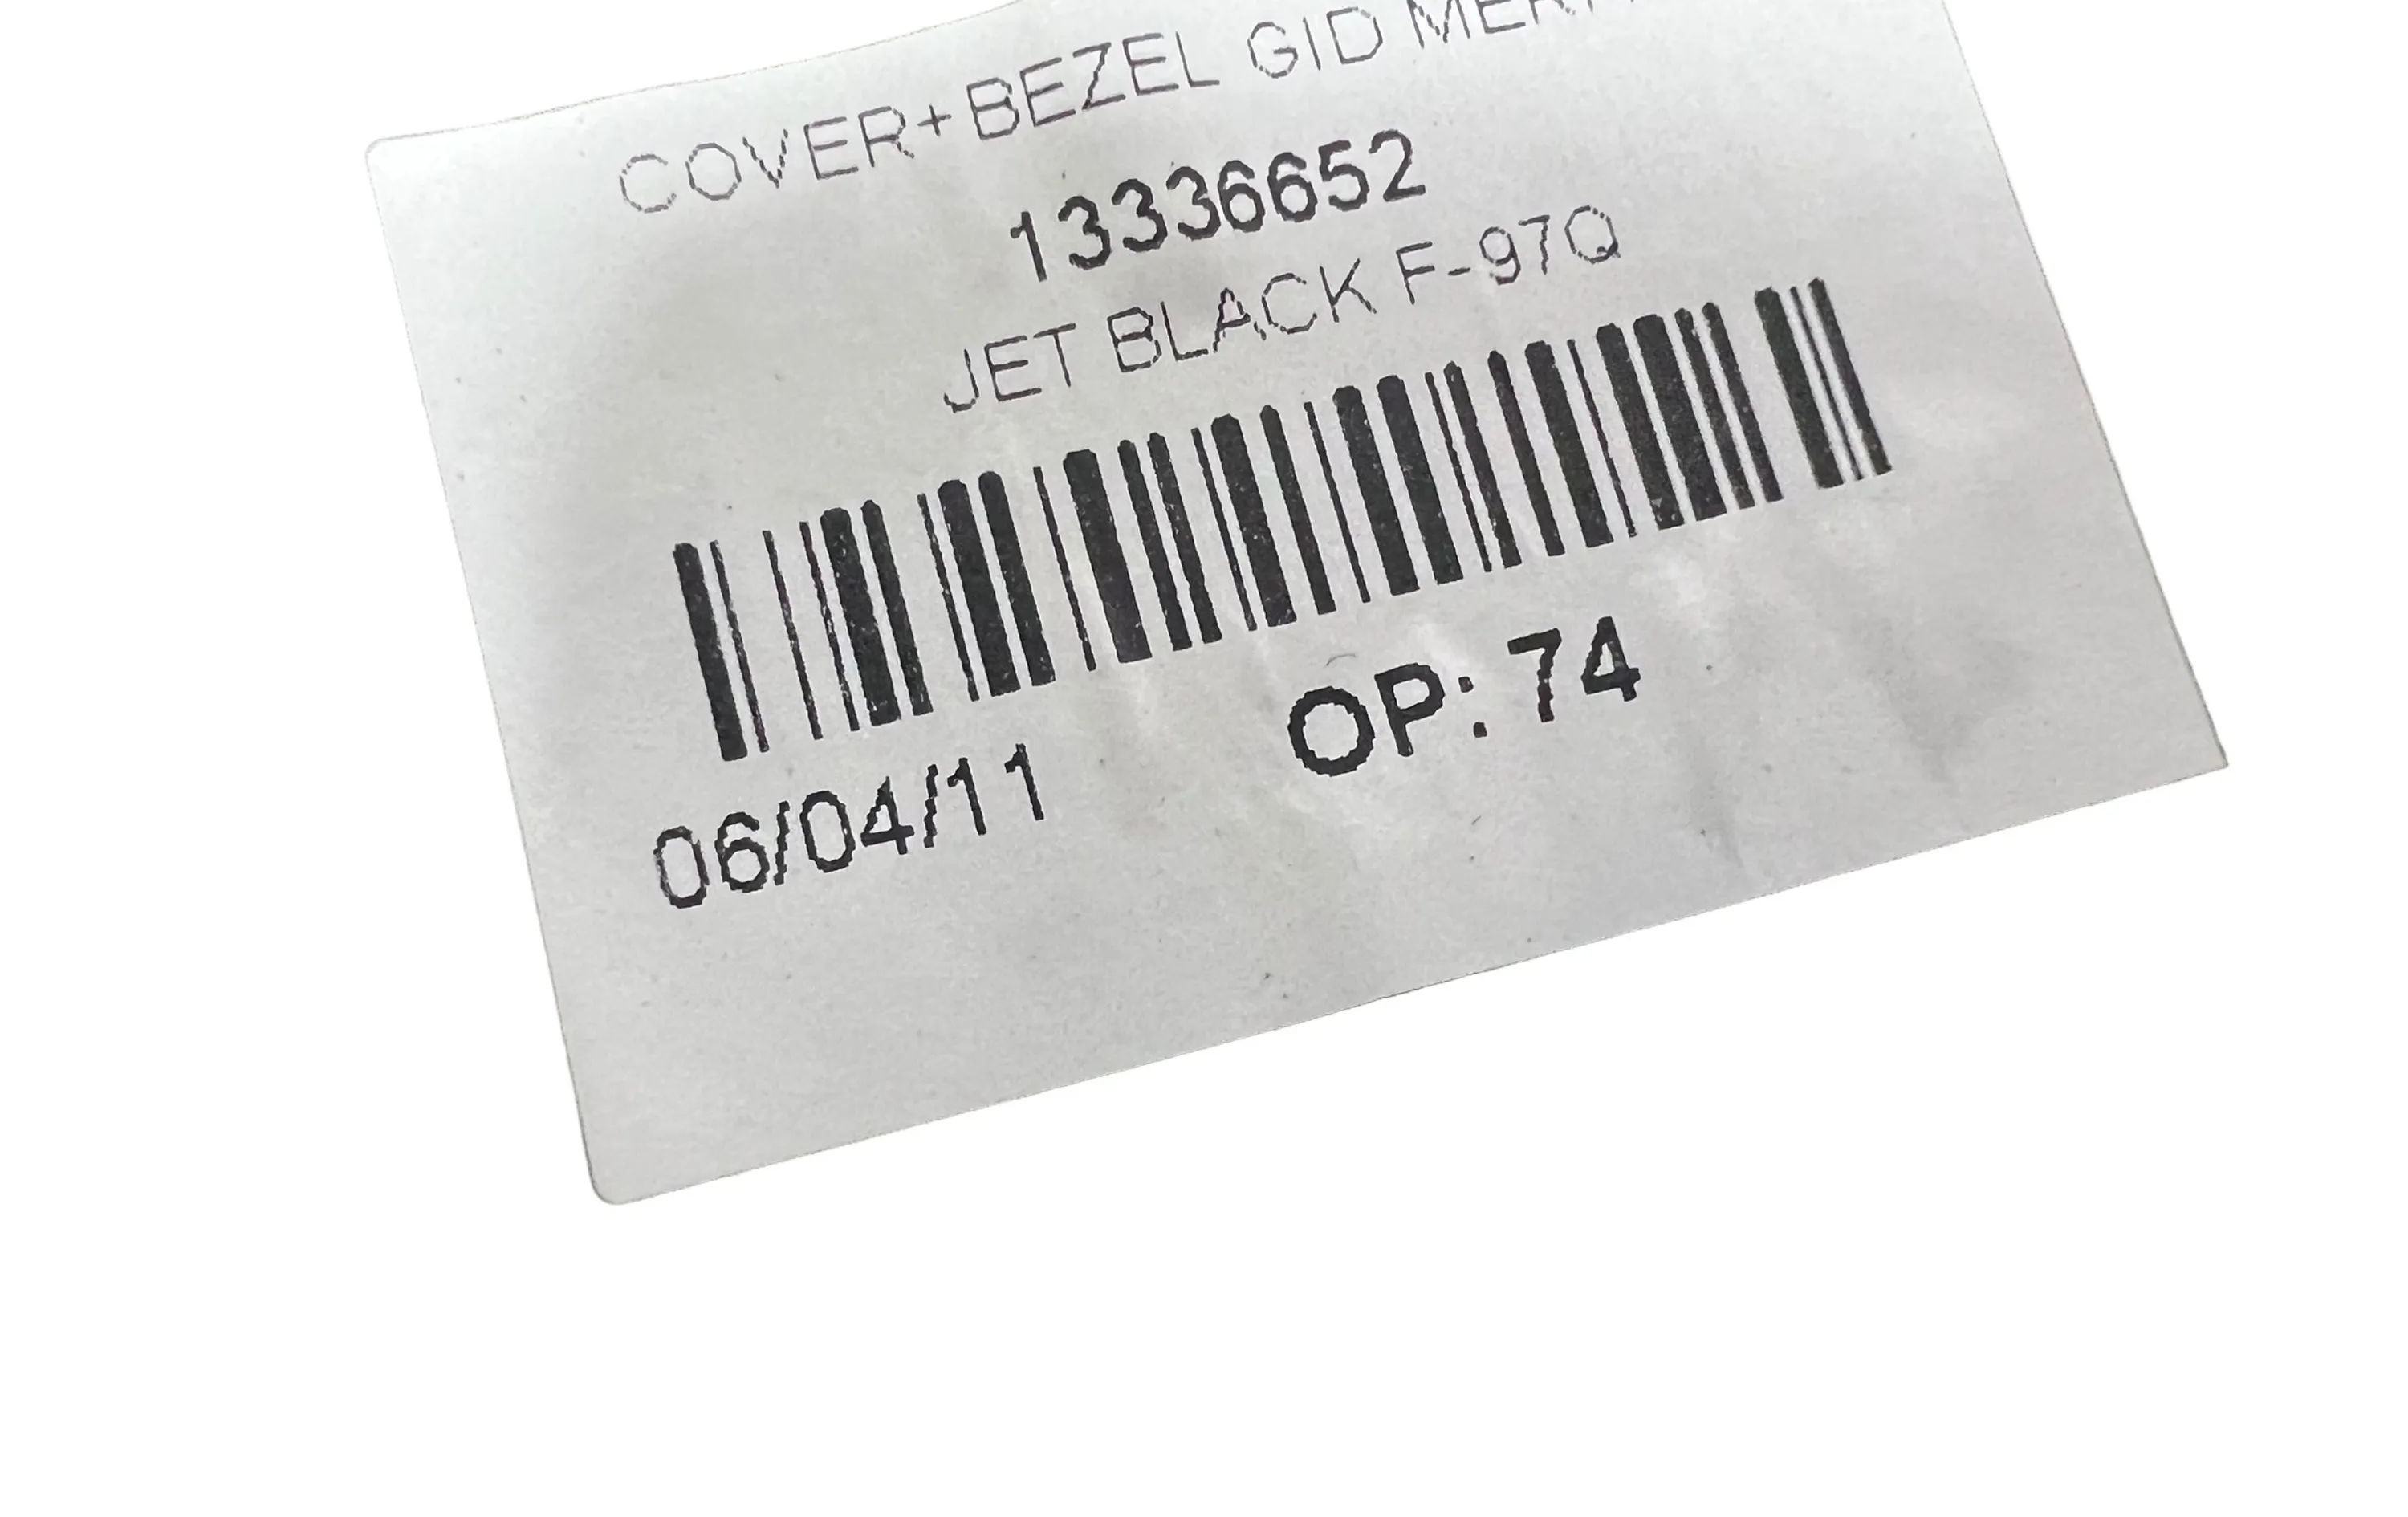 COVER+BEZEL GID
13336652
JET BLACK F-97Q
06/04/11 OP: 74